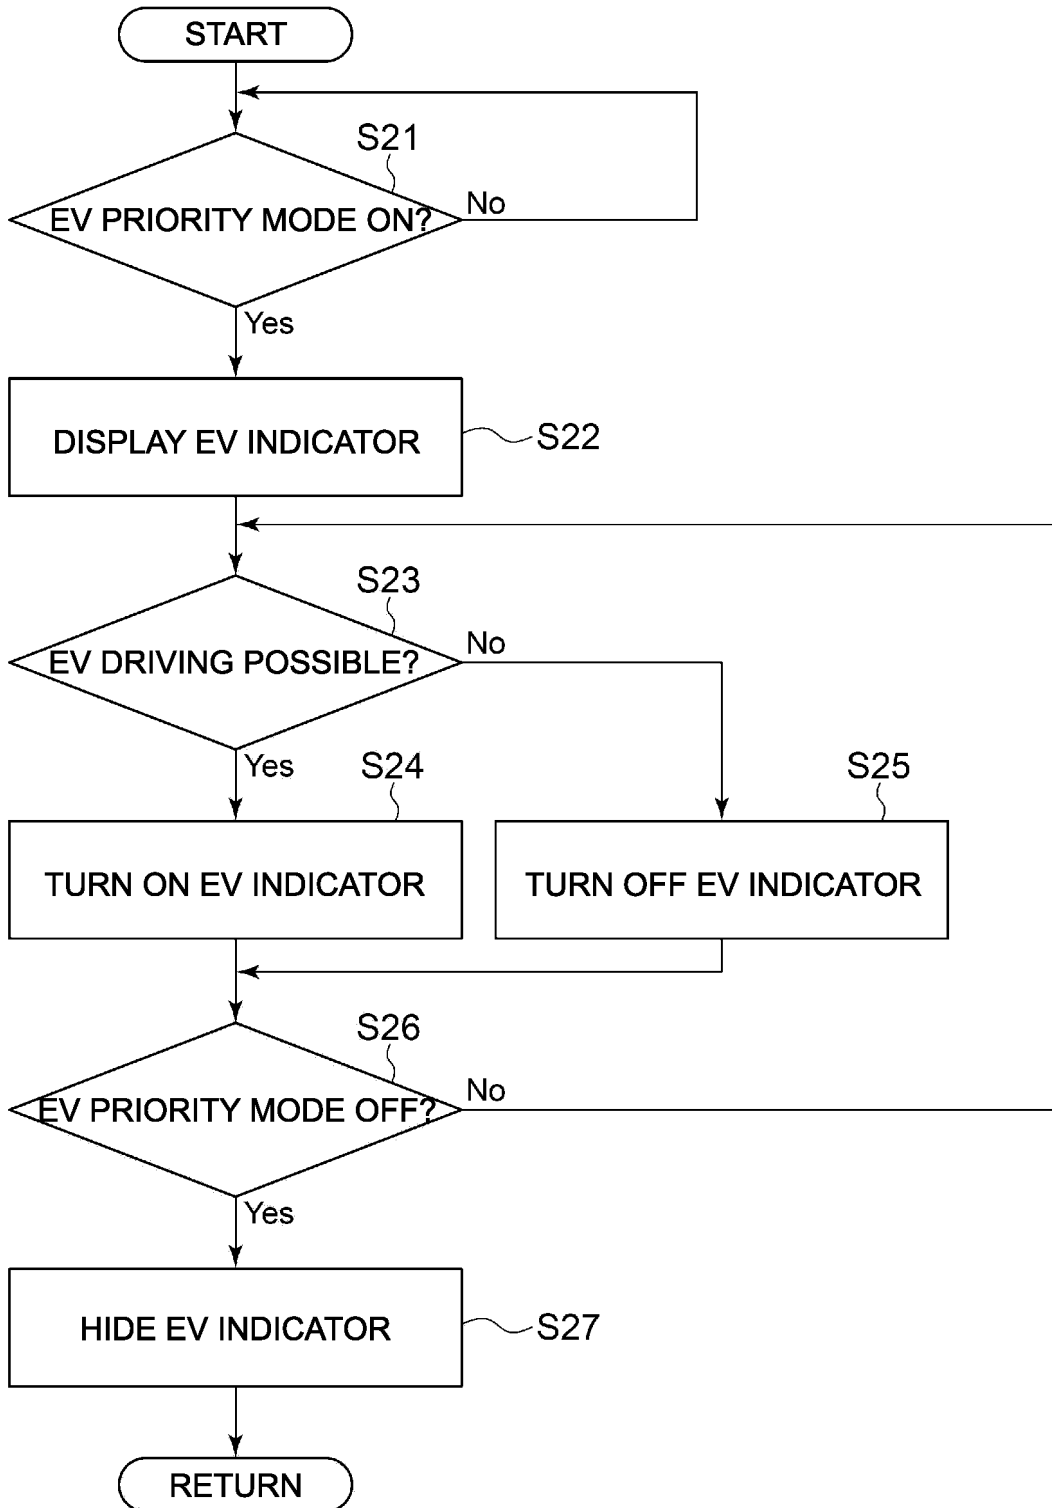 START
S21
EV PRIORITY MODE ON?
No
Yes
DISPLAY EV INDICATOR
S22
S23
EV DRIVING POSSIBLE?
No
Yes
S24
S25
TURN ON EV INDICATOR
TURN OFF EV INDICATOR
S26
EV PRIORITY MODE OFF?
No
Yes
HIDE EV INDICATOR
S27
RETURN